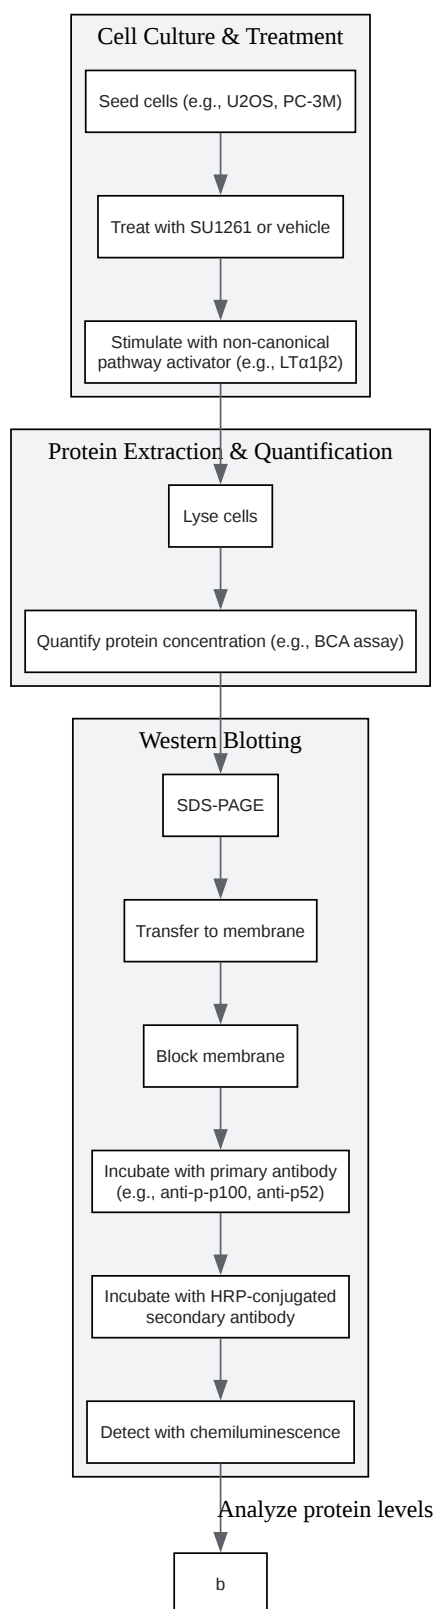 Cell Culture & Treatment
Seed cells (e.g., U2OS, PC-3M)
Treat with SU1261 or vehicle
Stimulate with non-canonical
pathway activator (e.g., LTα1β2)
Protein Extraction & Quantification
Lyse cells
Quantify protein concentration (e.g., BCA assay)
Western Blotting
SDS-PAGE
Transfer to membrane
Block membrane
Incubate with primary antibody
(e.g., anti-p-p100, anti-p52)
Incubate with HRP-conjugated
secondary antibody
Detect with chemiluminescence
Analyze protein levels
b